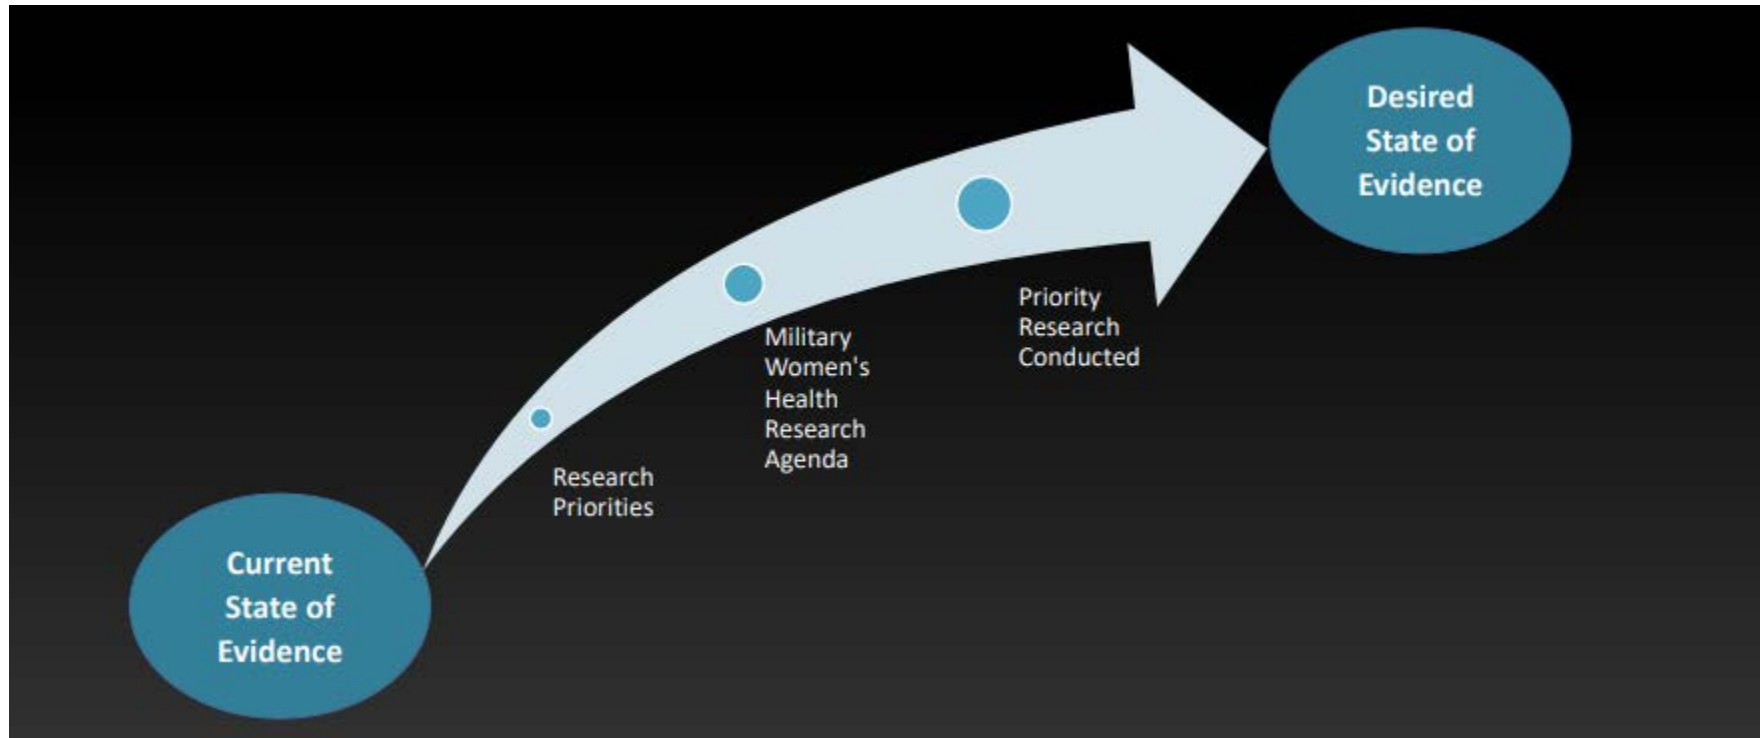 Desired
State of
Evidence
Priority
Research
Conducted
Military
Women's
Health
Research
Agenda
Research
Priorities
Current
State of
Evidence